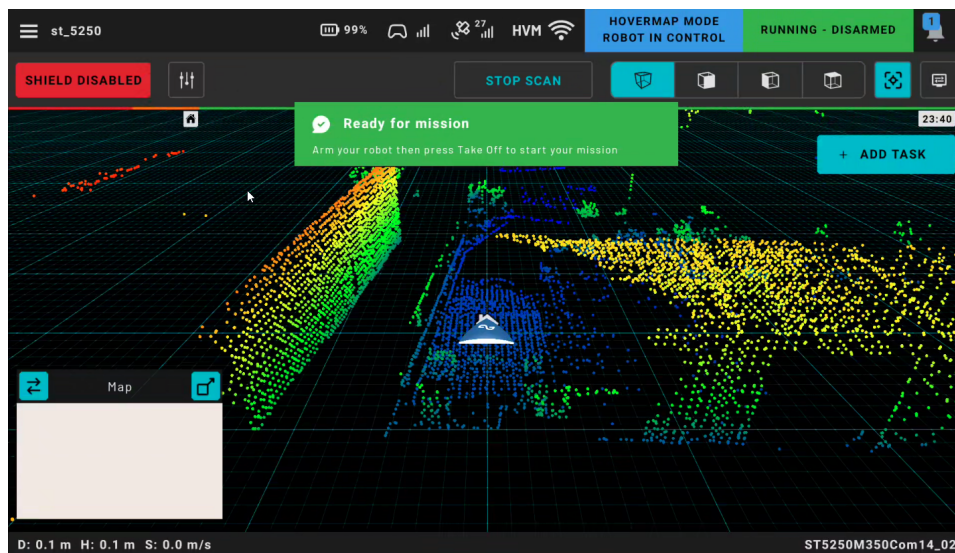 st_5250
99%
27
HVM
HOVERMAP MODE
ROBOT IN CONTROL
RUNNING - DISARMED
1
SHIELD DISABLED
STOP SCAN
Ready for mission
Arm your robot then press Take Off to start your mission
23:40
+ ADD TASK
Map
D: 0.1 m H: 0.1 m S: 0.0 m/s
ST5250M350Com14_02